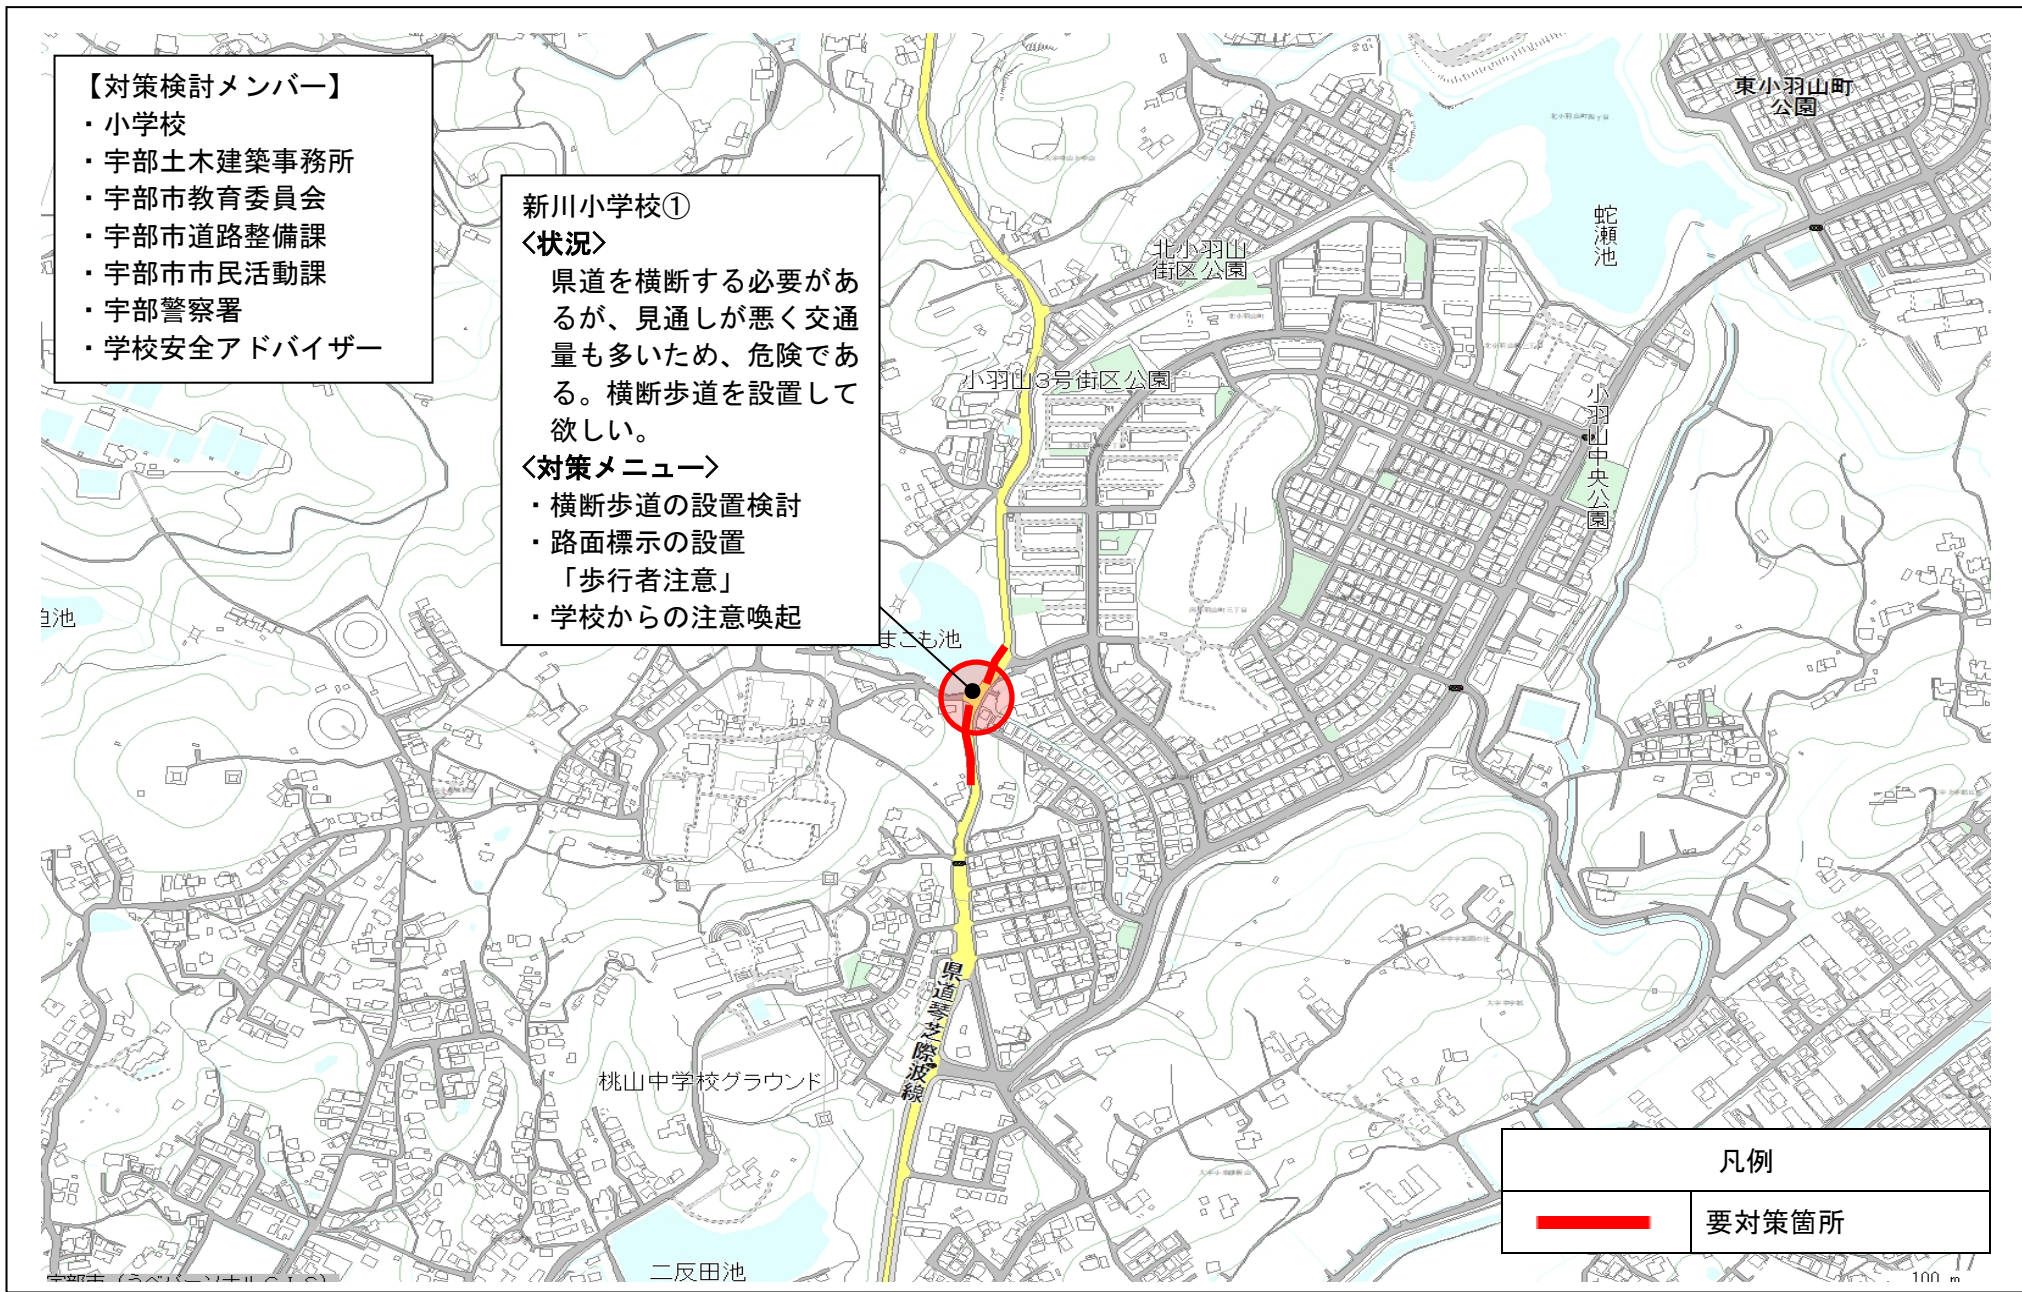 【対策検討メンバー】
・小学校
・宇部土木建築事務所
・宇部市教育委員会
・宇部市道路整備課
・宇部市市民活動課
・宇部警察署
・学校安全アドバイザー
新川小学校①
<状況>
県道を横断する必要があ
るが、見通しが悪く交通
量も多いため、危険であ
る。横断歩道を設置して
欲しい。
<対策メニュー>
・横断歩道の設置検討
・路面標示の設置
「歩行者注意」
・学校からの注意喚起
東小羽山町
公園
蛇瀬池
北小羽山
街区公園
小羽山3号街区公園
小羽山中央公園
まこも池
県道琴芝際波線
桃山中学校グラウンド
二反田池
凡例
要対策箇所
100 m